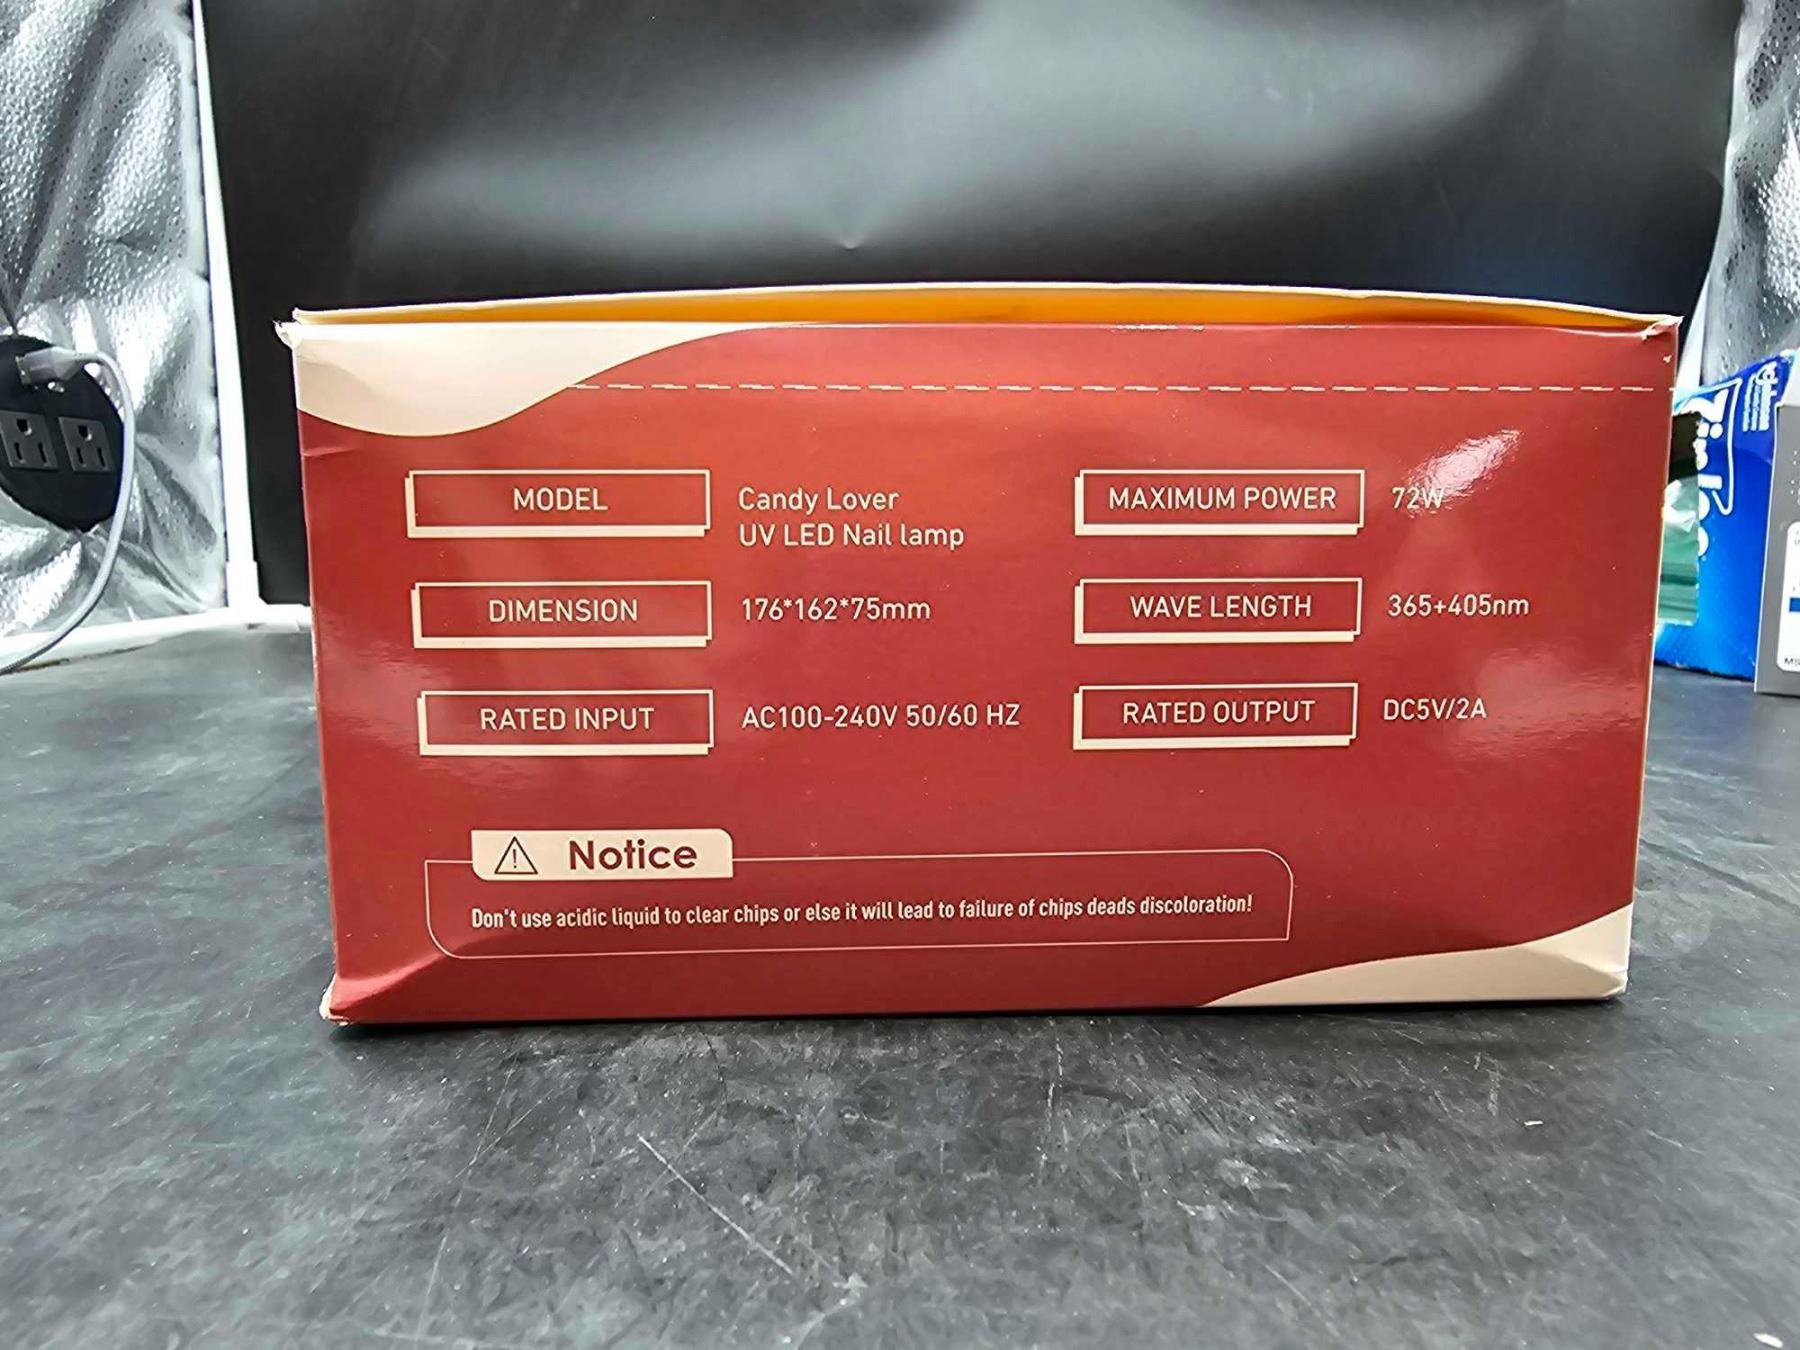 MODEL
Candy Lover
UV LED Nail lamp
MAXIMUM POWER
72W
DIMENSION
176*162*75mm
WAVE LENGTH
365+405nm
RATED INPUT
AC100-240V 50/60 HZ
RATED OUTPUT
DC5V/2A
Notice
Don't use acidic liquid to clear chips or else it will lead to failure of chips deads discoloration!